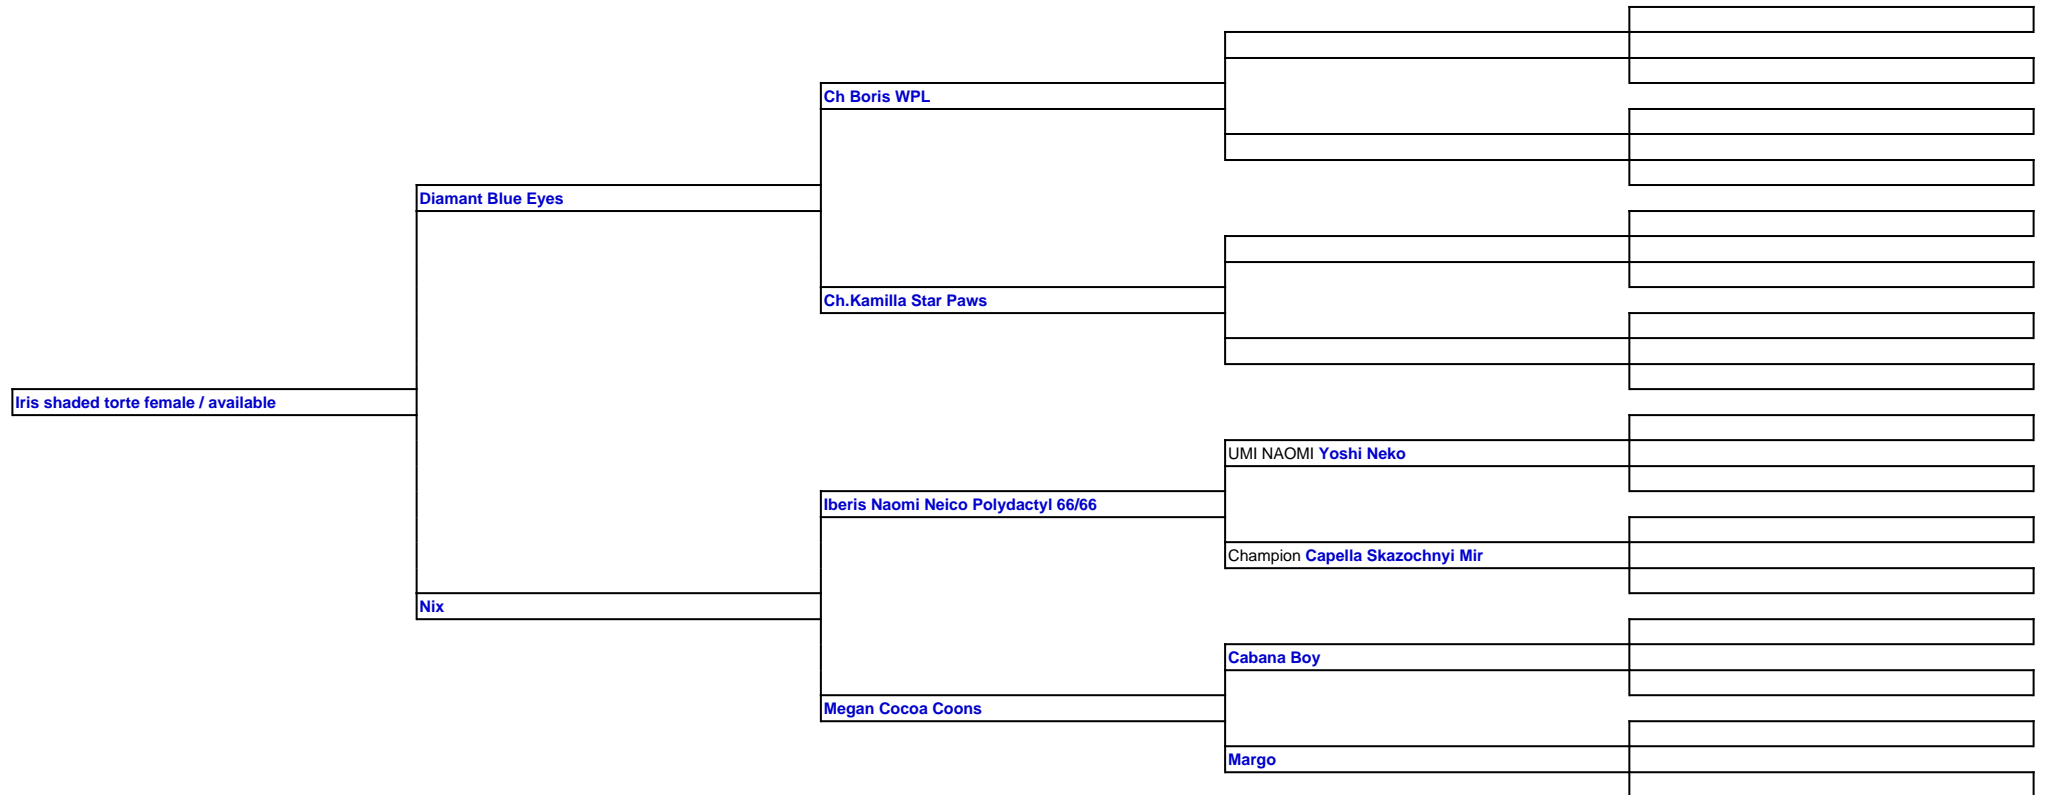 Ch Boris WPL
Diamant Blue Eyes
Ch.Kamilla Star Paws
Iris shaded torte female / available
UMI NAOMI Yoshi Neko
Iberis Naomi Neico Polydactyl 66/66
Champion Capella Skazochnyi Mir
Nix
Cabana Boy
Megan Cocoa Coons
Margo